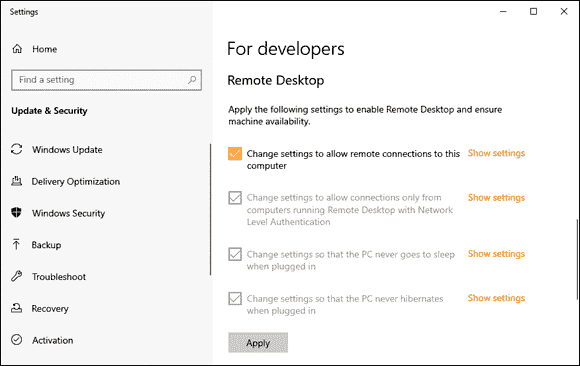 Settings
Home
Find a setting
Update & Security
Windows Update
Delivery Optimization
Windows Security
Backup
Troubleshoot
Recovery
Activation
For developers
Remote Desktop
Apply the following settings to enable Remote Desktop and ensure
machine availability.
Change settings to allow remote connections to this
computer
Show settings
Change settings to allow connections only from
computers running Remote Desktop with Network
Level Authentication
Show settings
Change settings so that the PC never goes to sleep
when plugged in
Show settings
Change settings so that the PC never hibernates
when plugged in
Show settings
Apply